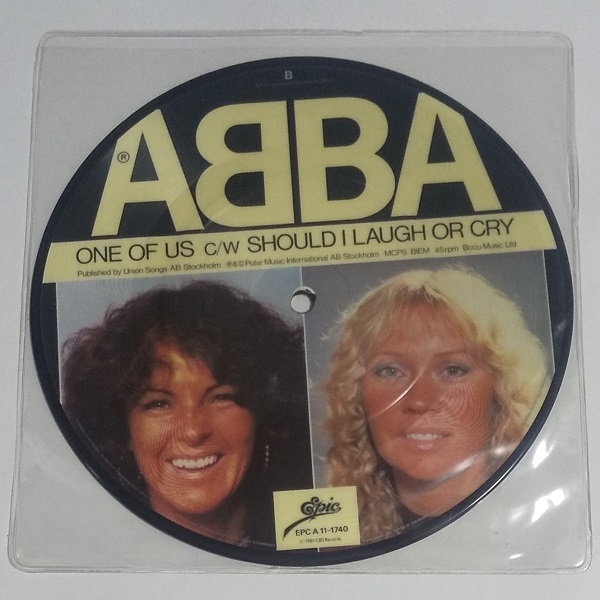 B
ABBA
®
ONE OF US C/W SHOULD I LAUGH OR CRY
Published by Union Songs AB Stockholm ℗&© Polar Music International AB Stockholm MCPS BIEM 45rpm Bocu Music Ltd
Epic
EPC A 11-1740
℗ 1981 CBS Records